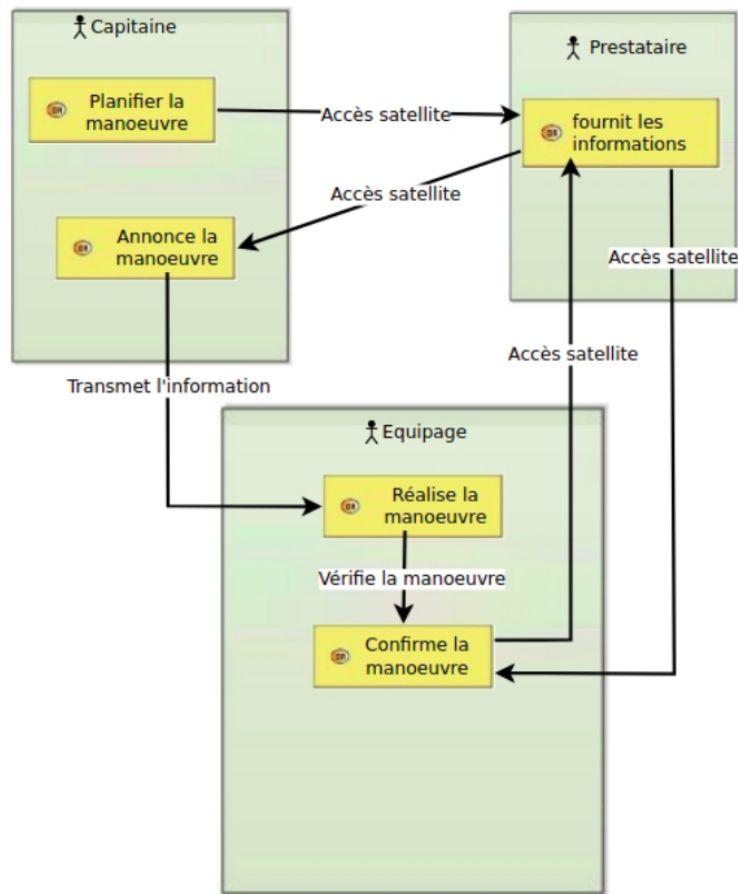 Capitaine
Planifier la
manoeuvre
Accès satellite
Prestataire
fournit les
informations
Accès satellite
Annonce la
manoeuvre
Accès satellite
Accès satellite
Transmet l'information
Equipage
Réalise la
manoeuvre
Vérifie la manoeuvre
Confirme la
manoeuvre